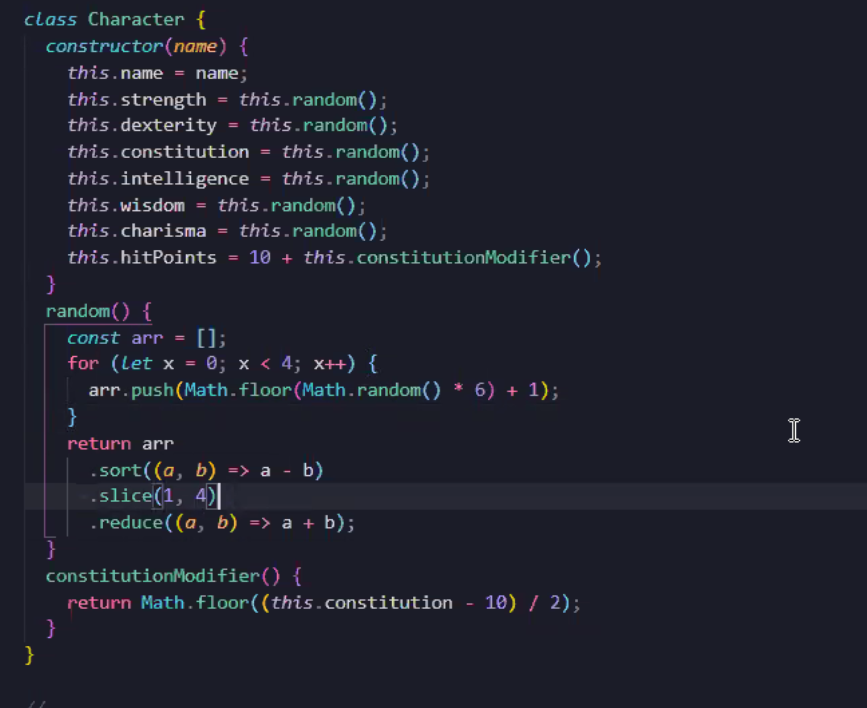 class Character {
  constructor(name) {
    this.name = name;
    this.strength = this.random();
    this.dexterity = this.random();
    this.constitution = this.random();
    this.intelligence = this.random();
    this.wisdom = this.random();
    this.charisma = this.random();
    this.hitPoints = 10 + this.constitutionModifier();
  }
  random() {
    const arr = [];
    for (let x = 0; x < 4; x++) {
      arr.push(Math.floor(Math.random() * 6) + 1);
    }
    return arr
      .sort((a, b) => a - b)
      .slice(1, 4)
      .reduce((a, b) => a + b);
  }
  constitutionModifier() {
    return Math.floor((this.constitution - 10) / 2);
  }
}
//